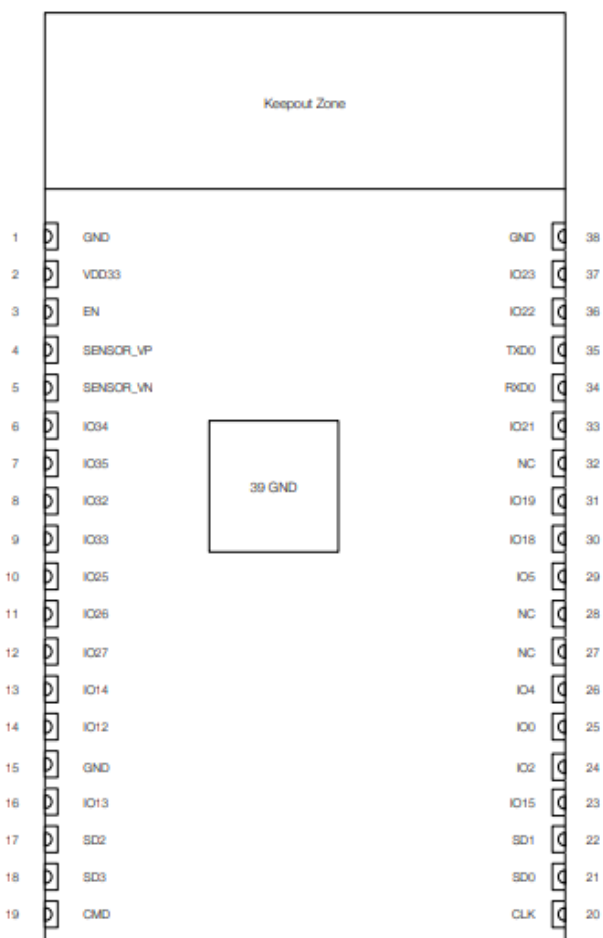 Keepout Zone
1 GND GND 38
2 VDD33 IO23 37
3 EN IO22 36
4 SENSOR_VP TXD0 35
5 SENSOR_VN RXD0 34
6 IO34 IO21 33
7 IO35 NC 32
39 GND
8 IO32 IO19 31
9 IO33 IO18 30
10 IO25 IO5 29
11 IO26 NC 28
12 IO27 NC 27
13 IO14 IO4 26
14 IO12 IO0 25
15 GND IO2 24
16 IO13 IO15 23
17 SD2 SD1 22
18 SD3 SD0 21
19 CMD CLK 20